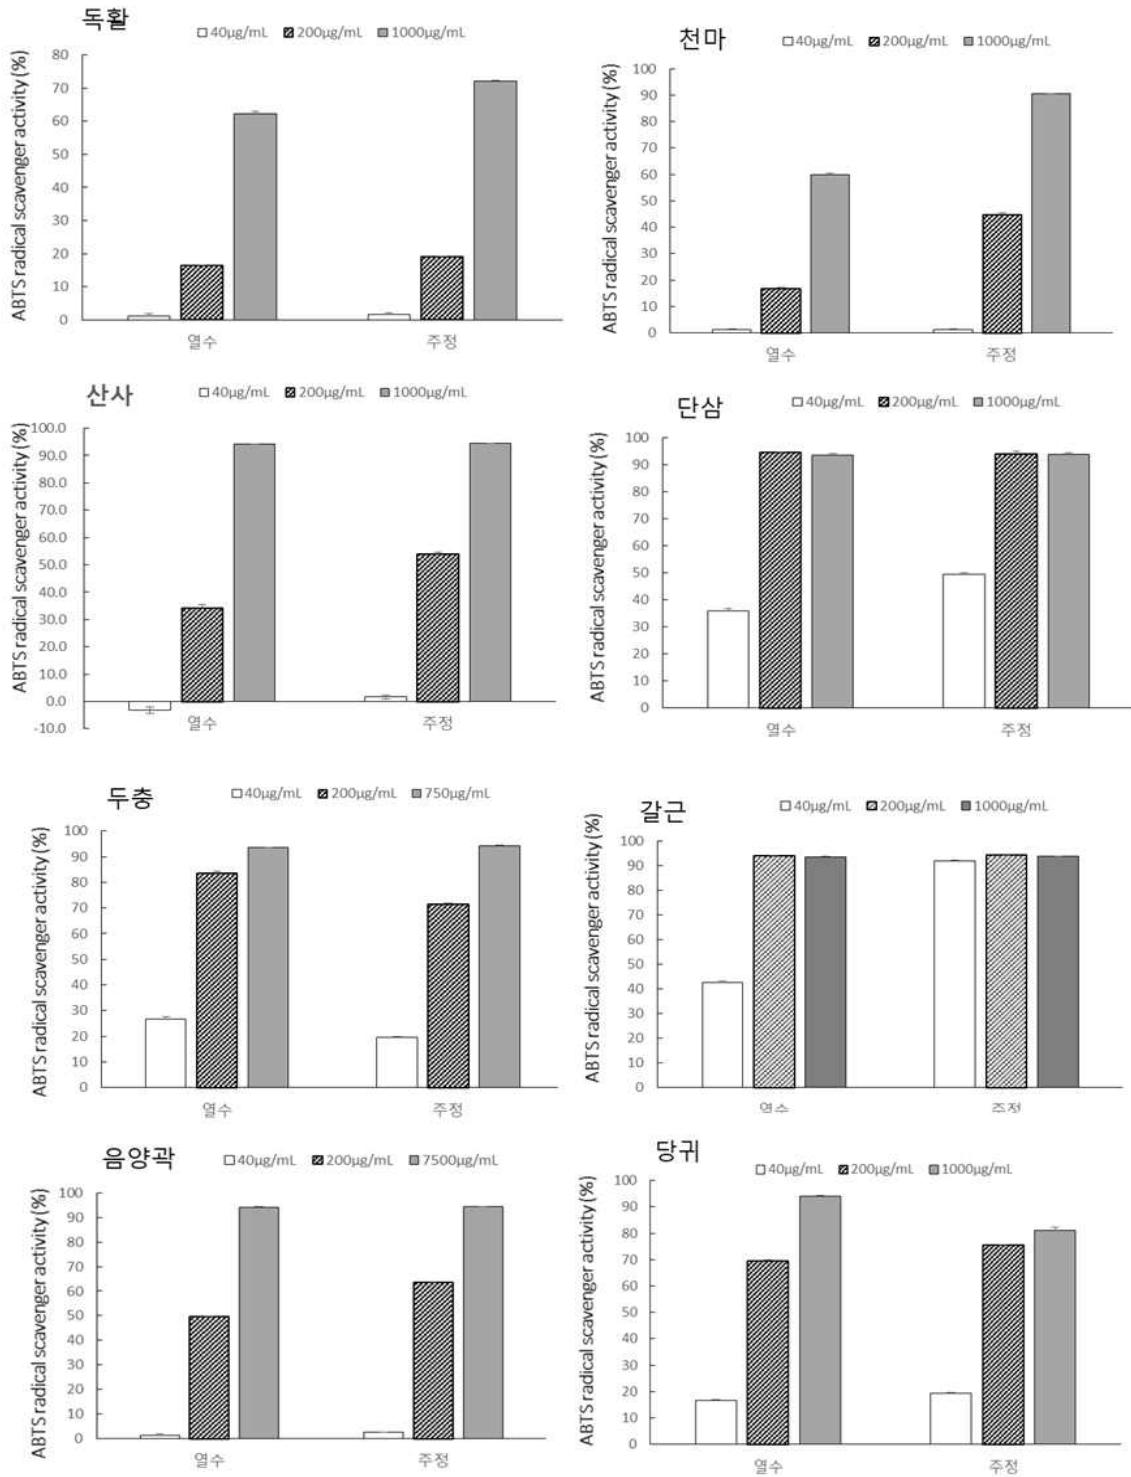 독활
□ 40μg/mL ▨ 200μg/mL ■ 1000μg/mL
ABTS radical scavenger activity (%)
80
70
60
50
40
30
20
10
0
열수 주정
천마
□ 40μg/mL ▨ 200μg/mL ■ 1000μg/mL
ABTS radical scavenger activity (%)
100
90
80
70
60
50
40
30
20
10
0
열수 주정
산사
□ 40μg/mL ▨ 200μg/mL ■ 1000μg/mL
ABTS radical scavenger activity (%)
100.0
90.0
80.0
70.0
60.0
50.0
40.0
30.0
20.0
10.0
0.0
-10.0
열수 주정
단삼
□ 40μg/mL ▨ 200μg/mL ■ 1000μg/mL
ABTS radical scavenger activity (%)
100
90
80
70
60
50
40
30
20
10
0
열수 주정
두충
□ 40μg/mL ▨ 200μg/mL ■ 750μg/mL
ABTS radical scavenger activity (%)
100
90
80
70
60
50
40
30
20
10
0
열수 주정
갈근
□ 40μg/mL ▨ 200μg/mL ■ 1000μg/mL
ABTS radical scavenger activity (%)
100
90
80
70
60
50
40
30
20
10
0
열수 주정
음양곽
□ 40μg/mL ▨ 200μg/mL ■ 7500μg/mL
ABTS radical scavenger activity (%)
100
90
80
70
60
50
40
30
20
10
0
열수 주정
당귀
□ 40μg/mL ▨ 200μg/mL ■ 1000μg/mL
ABTS radical scavenger activity (%)
100
90
80
70
60
50
40
30
20
10
0
열수 주정